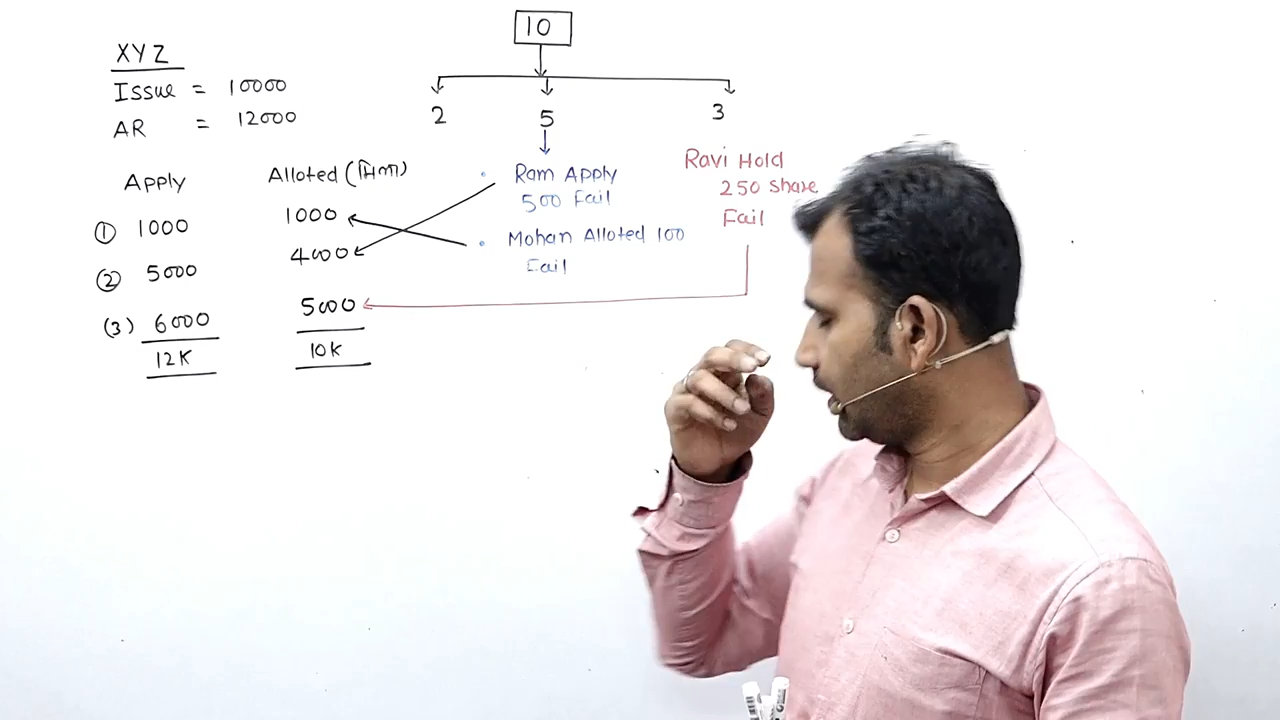 10
XYZ
Issue = 10000
AR = 12000
2 5 3
Apply Alloted (मिला)
① 1000 1000
② 5000 4000
(3) 6000 5000
12K 10K
• Ram Apply
500 Fail
• Mohan Alloted 100
Fail
Ravi Hold
250 Share
Fail